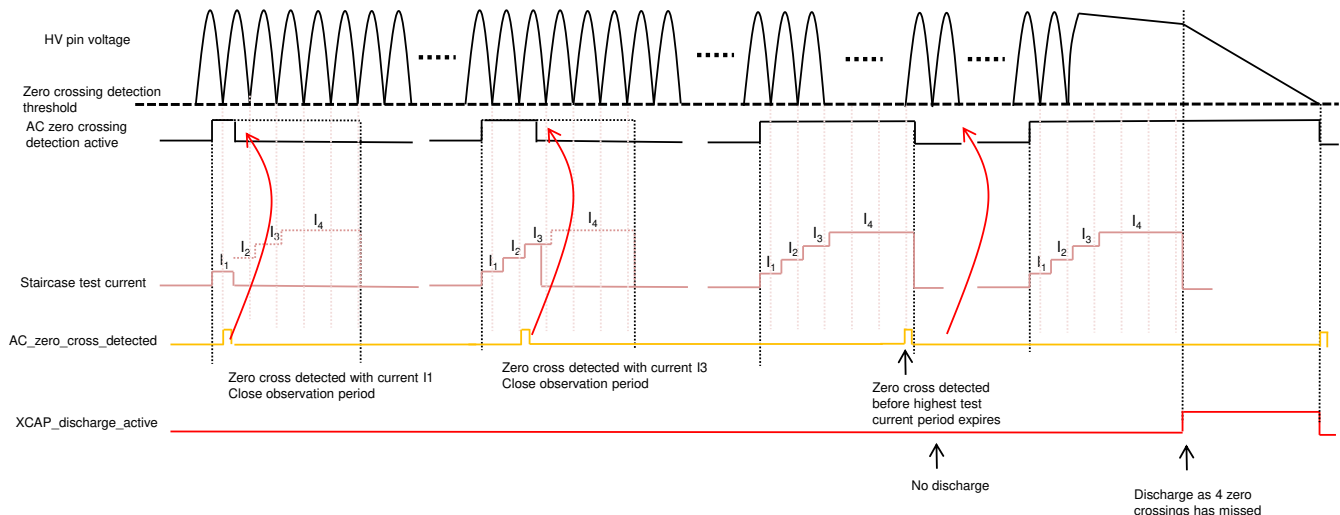 HV pin voltage
Zero crossing detection
threshold
AC zero crossing
detection active
I1 I2 I3 I4
I1 I2 I3 I4
I1 I2 I3 I4
I1 I2 I3 I4
Staircase test current
AC_zero_cross_detected
Zero cross detected with current I1
Close observation period
Zero cross detected with current I3
Close observation period
Zero cross detected
before highest test
current period expires
XCAP_discharge_active
No discharge
Discharge as 4 zero
crossings has missed